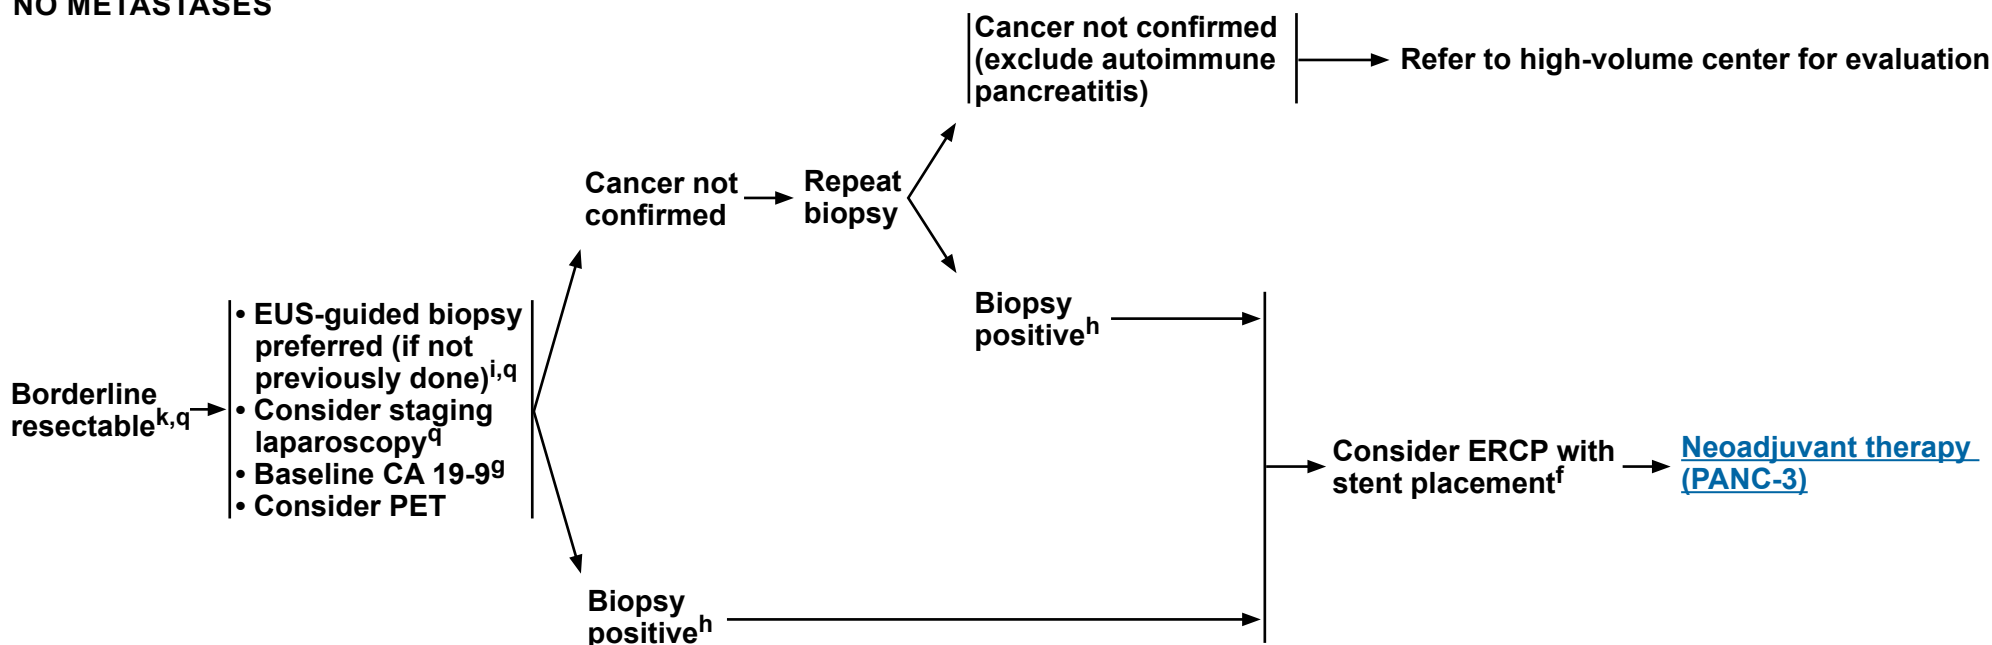 NO METASTASES
Cancer not confirmed
(exclude autoimmune
pancreatitis)
Refer to high-volume center for evaluation
Cancer not
confirmed
Repeat
biopsy
Biopsy
positiveh
Borderline
resectablek,q
• EUS-guided biopsy
preferred (if not
previously done)i,q
• Consider staging
laparoscopyq
• Baseline CA 19-9g
• Consider PET
Biopsy
positiveh
Consider ERCP with
stent placementf
Neoadjuvant therapy
(PANC-3)